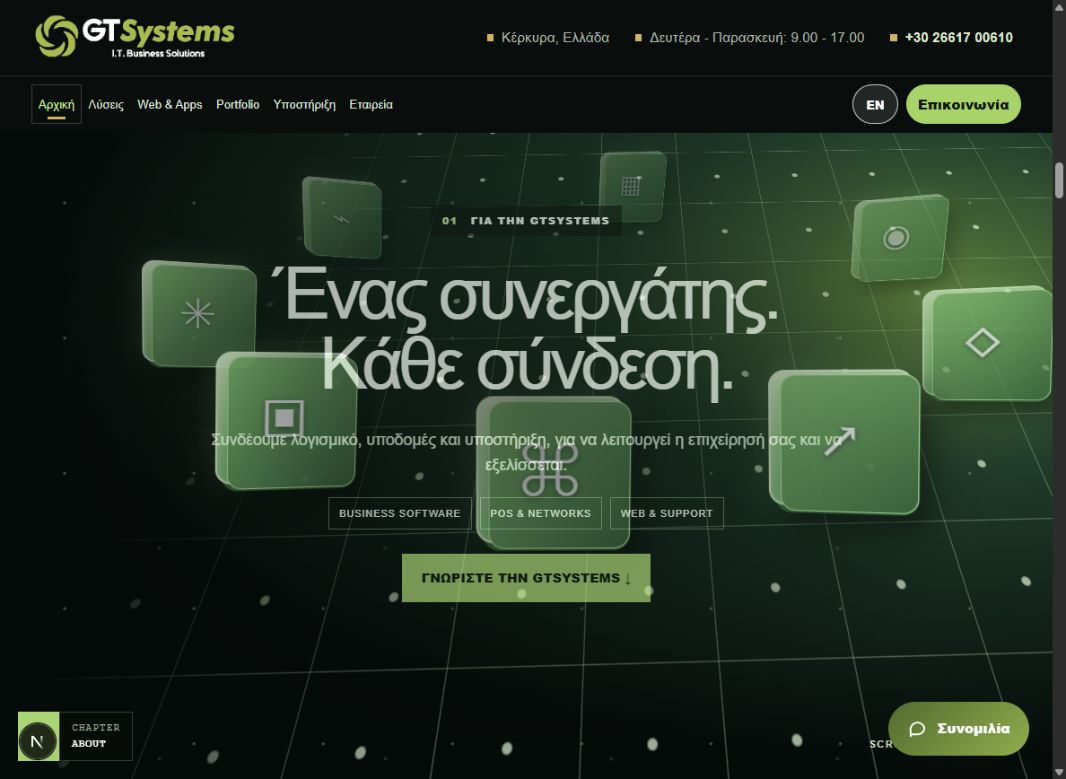 GTSystems
I.T. Business Solutions
Κέρκυρα, Ελλάδα
Δευτέρα - Παρασκευή: 9.00 - 17.00
+30 26617 00610
Αρχική
Λύσεις
Web & Apps
Portfolio
Υποστήριξη
Εταιρεία
EN
Επικοινωνία
01 ΓΙΑ ΤΗΝ GTSYSTEMS
Ένας συνεργάτης.
Κάθε σύνδεση.
Συνδέουμε λογισμικό, υποδομές και υποστήριξη, για να λειτουργεί η επιχείρησή σας και να
εξελίσσεται.
BUSINESS SOFTWARE
POS & NETWORKS
WEB & SUPPORT
ΓΝΩΡΙΣΤΕ ΤΗΝ GTSYSTEMS ↓
N
CHAPTER
ABOUT
SCR
Συνομιλία